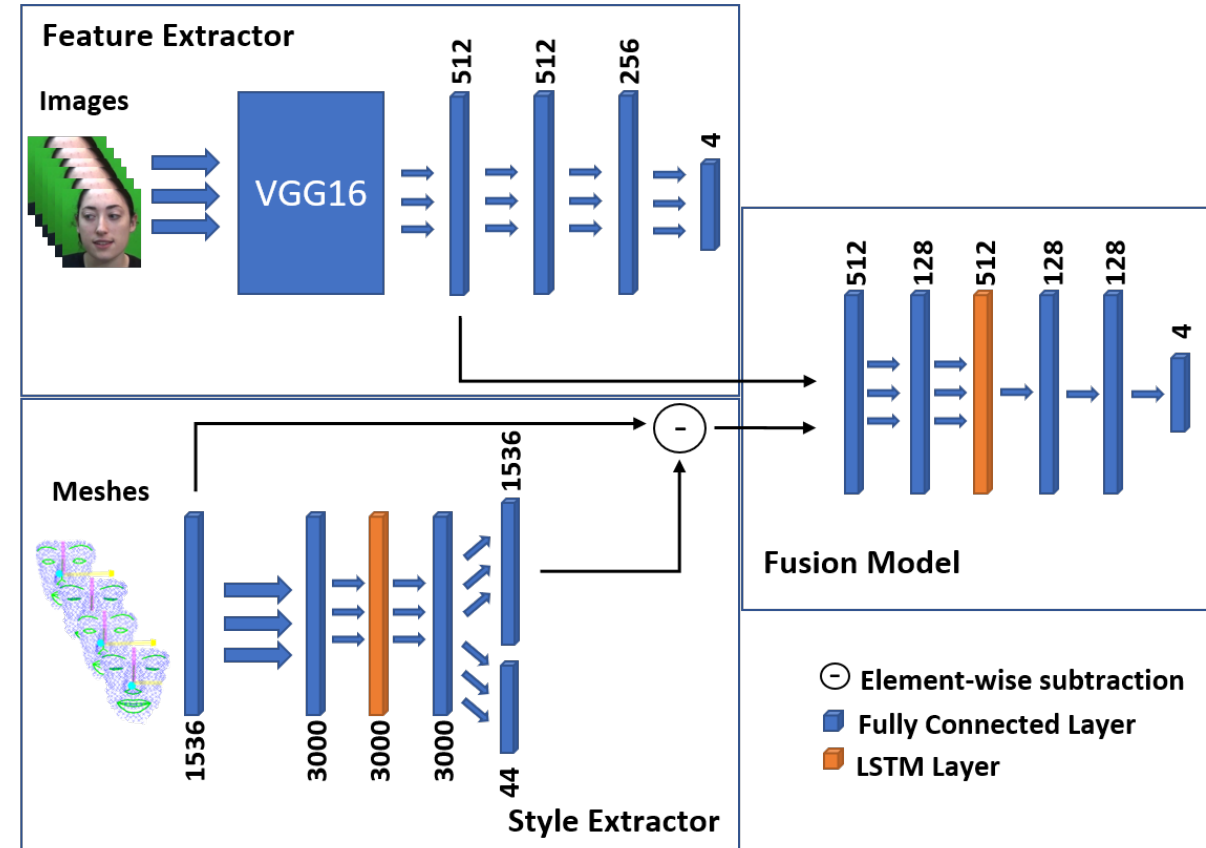 Feature Extractor
Images
VGG16
512
512
256
4
512
128
512
128
128
4
Fusion Model
-
Meshes
1536
3000
3000
3000
1536
44
Style Extractor
- Element-wise subtraction
Fully Connected Layer
LSTM Layer